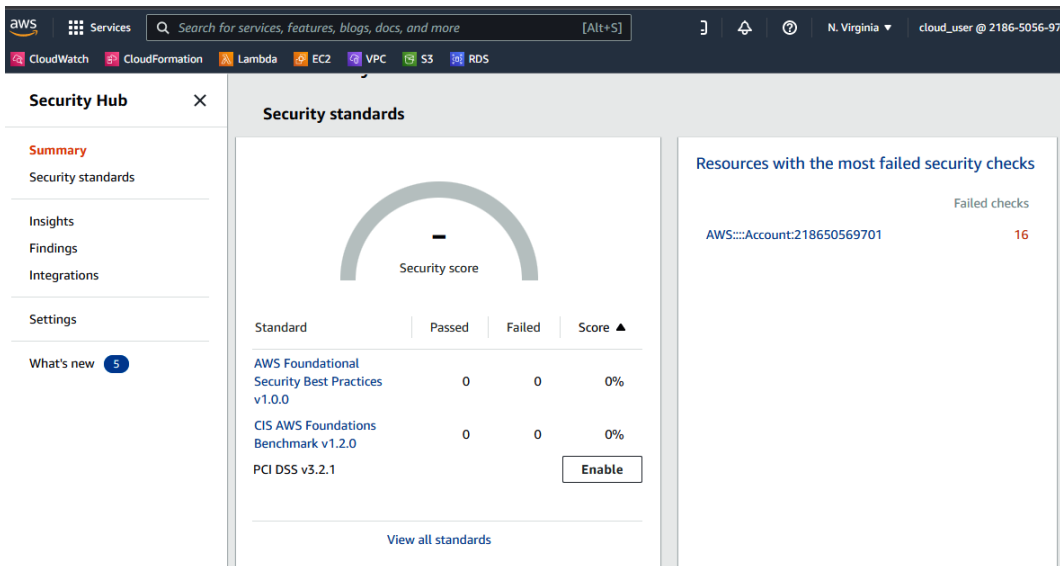 aws
Services
Search for services, features, blogs, docs, and more [Alt+S]
N. Virginia ▼
cloud_user @ 2186-5056-97
CloudWatch CloudFormation Lambda EC2 VPC S3 RDS
Security Hub
Summary
Security standards
Insights
Findings
Integrations
Settings
What's new 5
Security standards
–
Security score
Standard Passed Failed Score ▲
AWS Foundational
Security Best Practices 0 0 0%
v1.0.0
CIS AWS Foundations
Benchmark v1.2.0 0 0 0%
PCI DSS v3.2.1 Enable
View all standards
Resources with the most failed security checks
Failed checks
AWS::::Account:218650569701 16